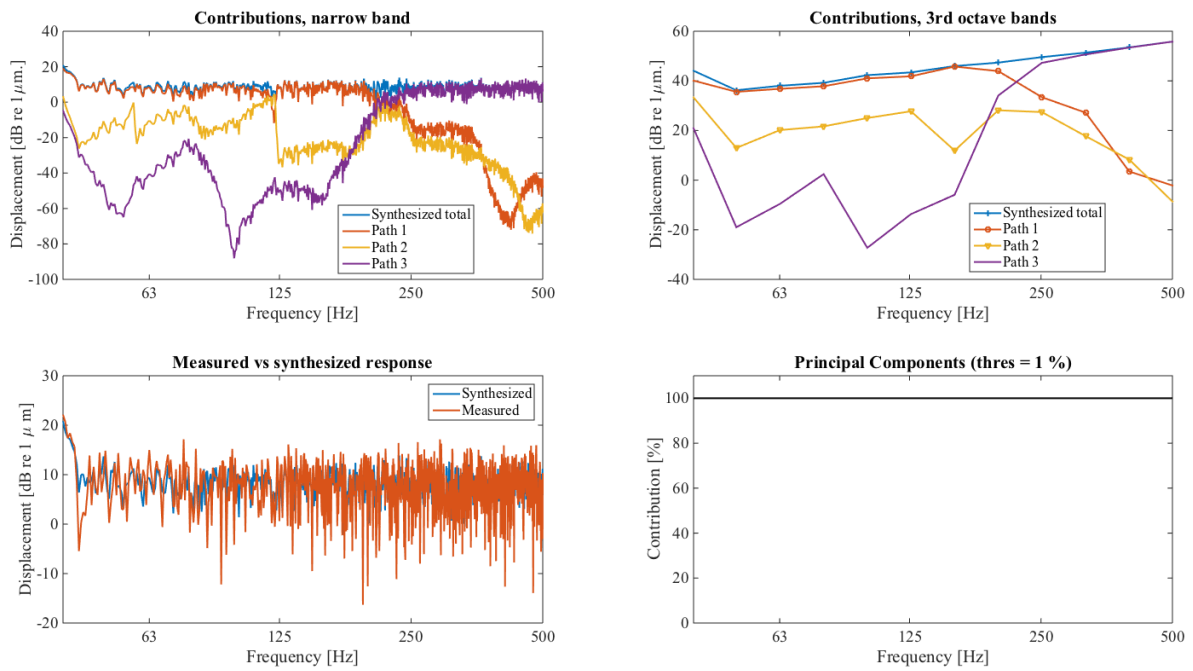 Contributions, narrow band
Displacement [dB re 1 μm.]
40
20
0
-20
-40
-60
-80
-100
63
125
250
500
Frequency [Hz]
Synthesized total
Path 1
Path 2
Path 3
Contributions, 3rd octave bands
Displacement [dB re 1 μm.]
60
40
20
0
-20
-40
63
125
250
500
Frequency [Hz]
Synthesized total
Path 1
Path 2
Path 3
Measured vs synthesized response
Displacement [dB re 1 μ m]
30
20
10
0
-10
-20
63
125
250
500
Frequency [Hz]
Synthesized
Measured
Principal Components (thres = 1 %)
Contribution [%]
100
80
60
40
20
0
63
125
250
500
Frequency [Hz]